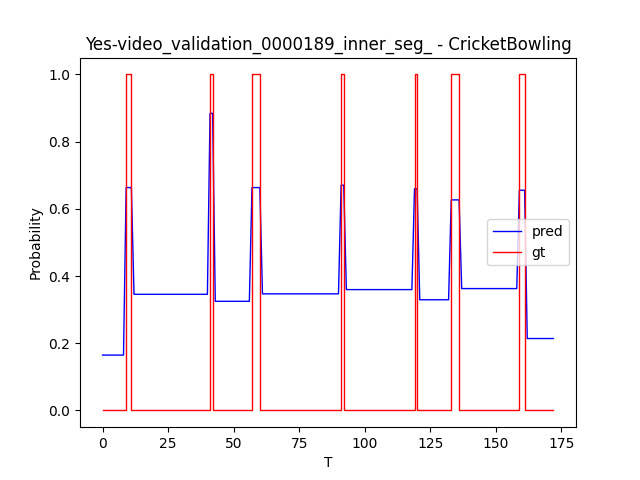 Yes-video_validation_0000189_inner_seg_ - CricketBowling
1.0
0.8
0.6
0.4
0.2
0.0
Probability
pred
gt
0 25 50 75 100 125 150 175
T